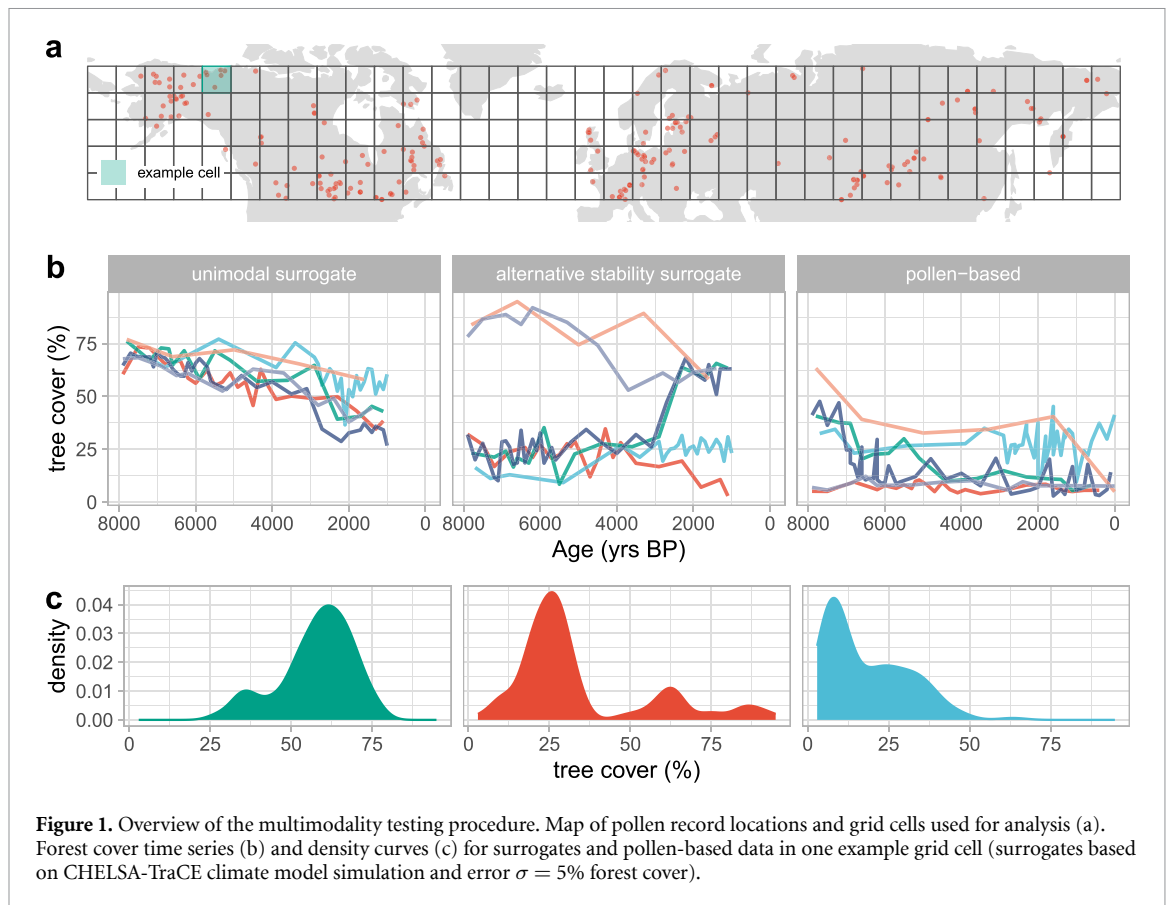 a
example cell
b
unimodal surrogate
alternative stability surrogate
pollen−based
tree cover (%)
75
50
25
0
8000 6000 4000 2000 0
8000 6000 4000 2000 0
8000 6000 4000 2000 0
Age (yrs BP)
c
density
0.04
0.03
0.02
0.01
0.00
0 25 50 75
0 25 50 75
0 25 50 75
tree cover (%)
Figure 1. Overview of the multimodality testing procedure. Map of pollen record locations and grid cells used for analysis (a).
Forest cover time series (b) and density curves (c) for surrogates and pollen-based data in one example grid cell (surrogates based
on CHELSA-TraCE climate model simulation and error σ = 5% forest cover).